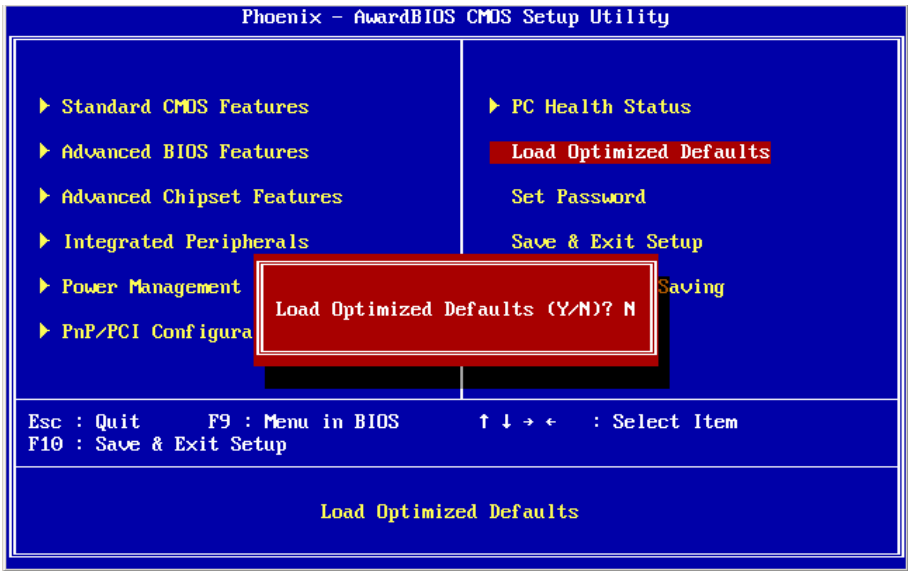 Phoenix - AwardBIOS CMOS Setup Utility
Standard CMOS Features
Advanced BIOS Features
Advanced Chipset Features
Integrated Peripherals
Power Management
PnP/PCI Configura
PC Health Status
Load Optimized Defaults
Set Password
Save & Exit Setup
Saving
Load Optimized Defaults (Y/N)? N
Esc : Quit F9 : Menu in BIOS ↑ ↓ → ← : Select Item
F10 : Save & Exit Setup
Load Optimized Defaults